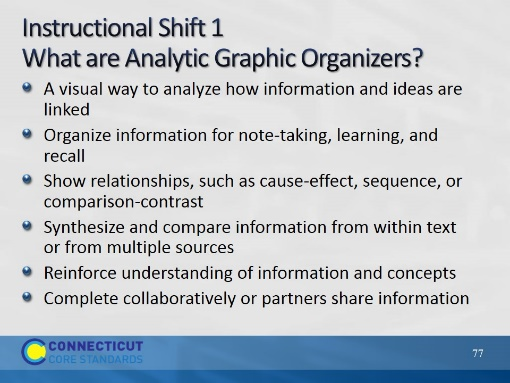 Instructional Shift 1
What are Analytic Graphic Organizers?
A visual way to analyze how information and ideas are
linked
Organize information for note-taking, learning, and
recall
Show relationships, such as cause-effect, sequence, or
comparison-contrast
Synthesize and compare information from within text
or from multiple sources
Reinforce understanding of information and concepts
Complete collaboratively or partners share information
CONNECTICUT
CORE STANDARDS
77